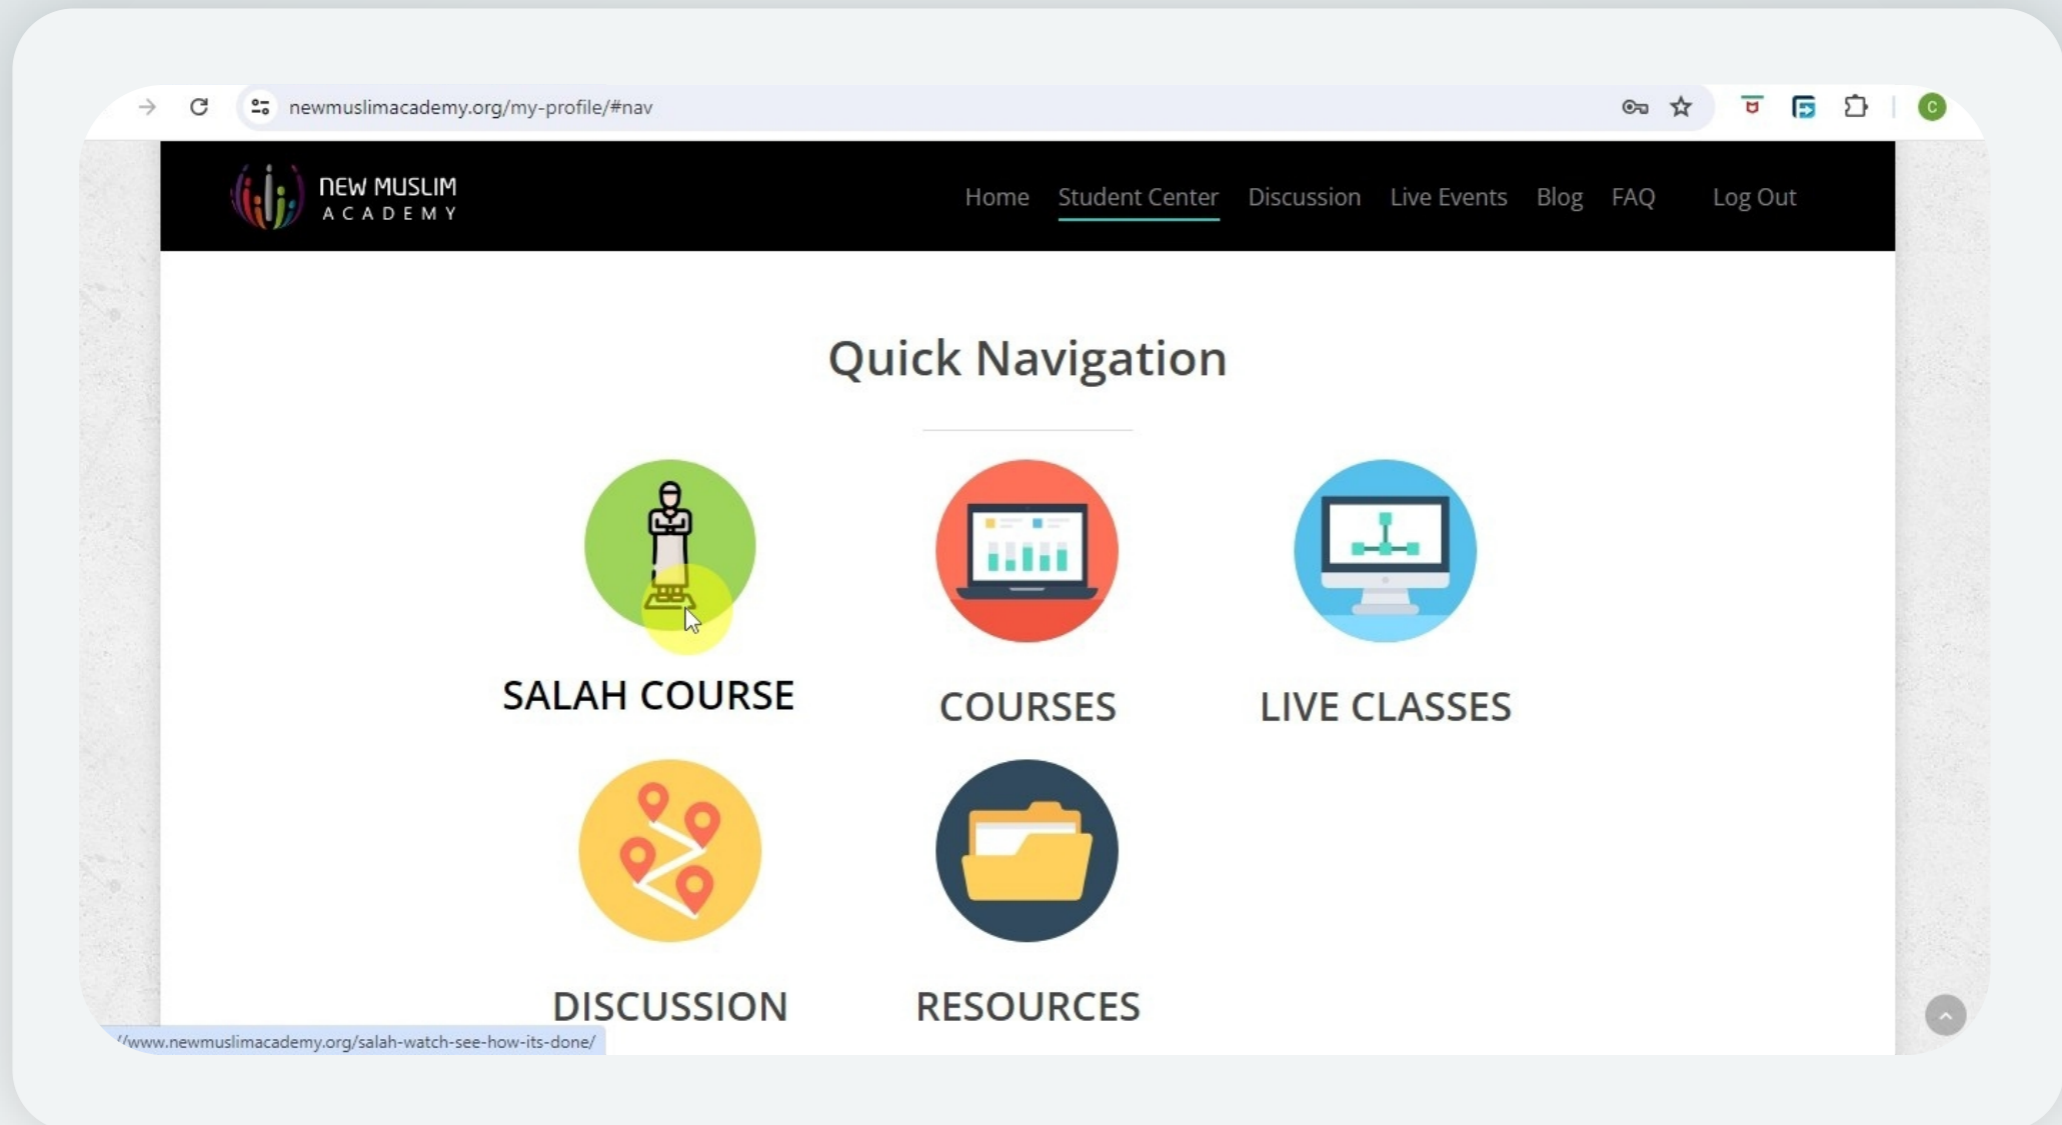 newmuslimacademy.org/my-profile/#nav
C
NEW MUSLIM
ACADEMY
Home Student Center Discussion Live Events Blog FAQ Log Out
Quick Navigation
SALAH COURSE
COURSES
LIVE CLASSES
DISCUSSION
RESOURCES
//www.newmuslimacademy.org/salah-watch-see-how-its-done/